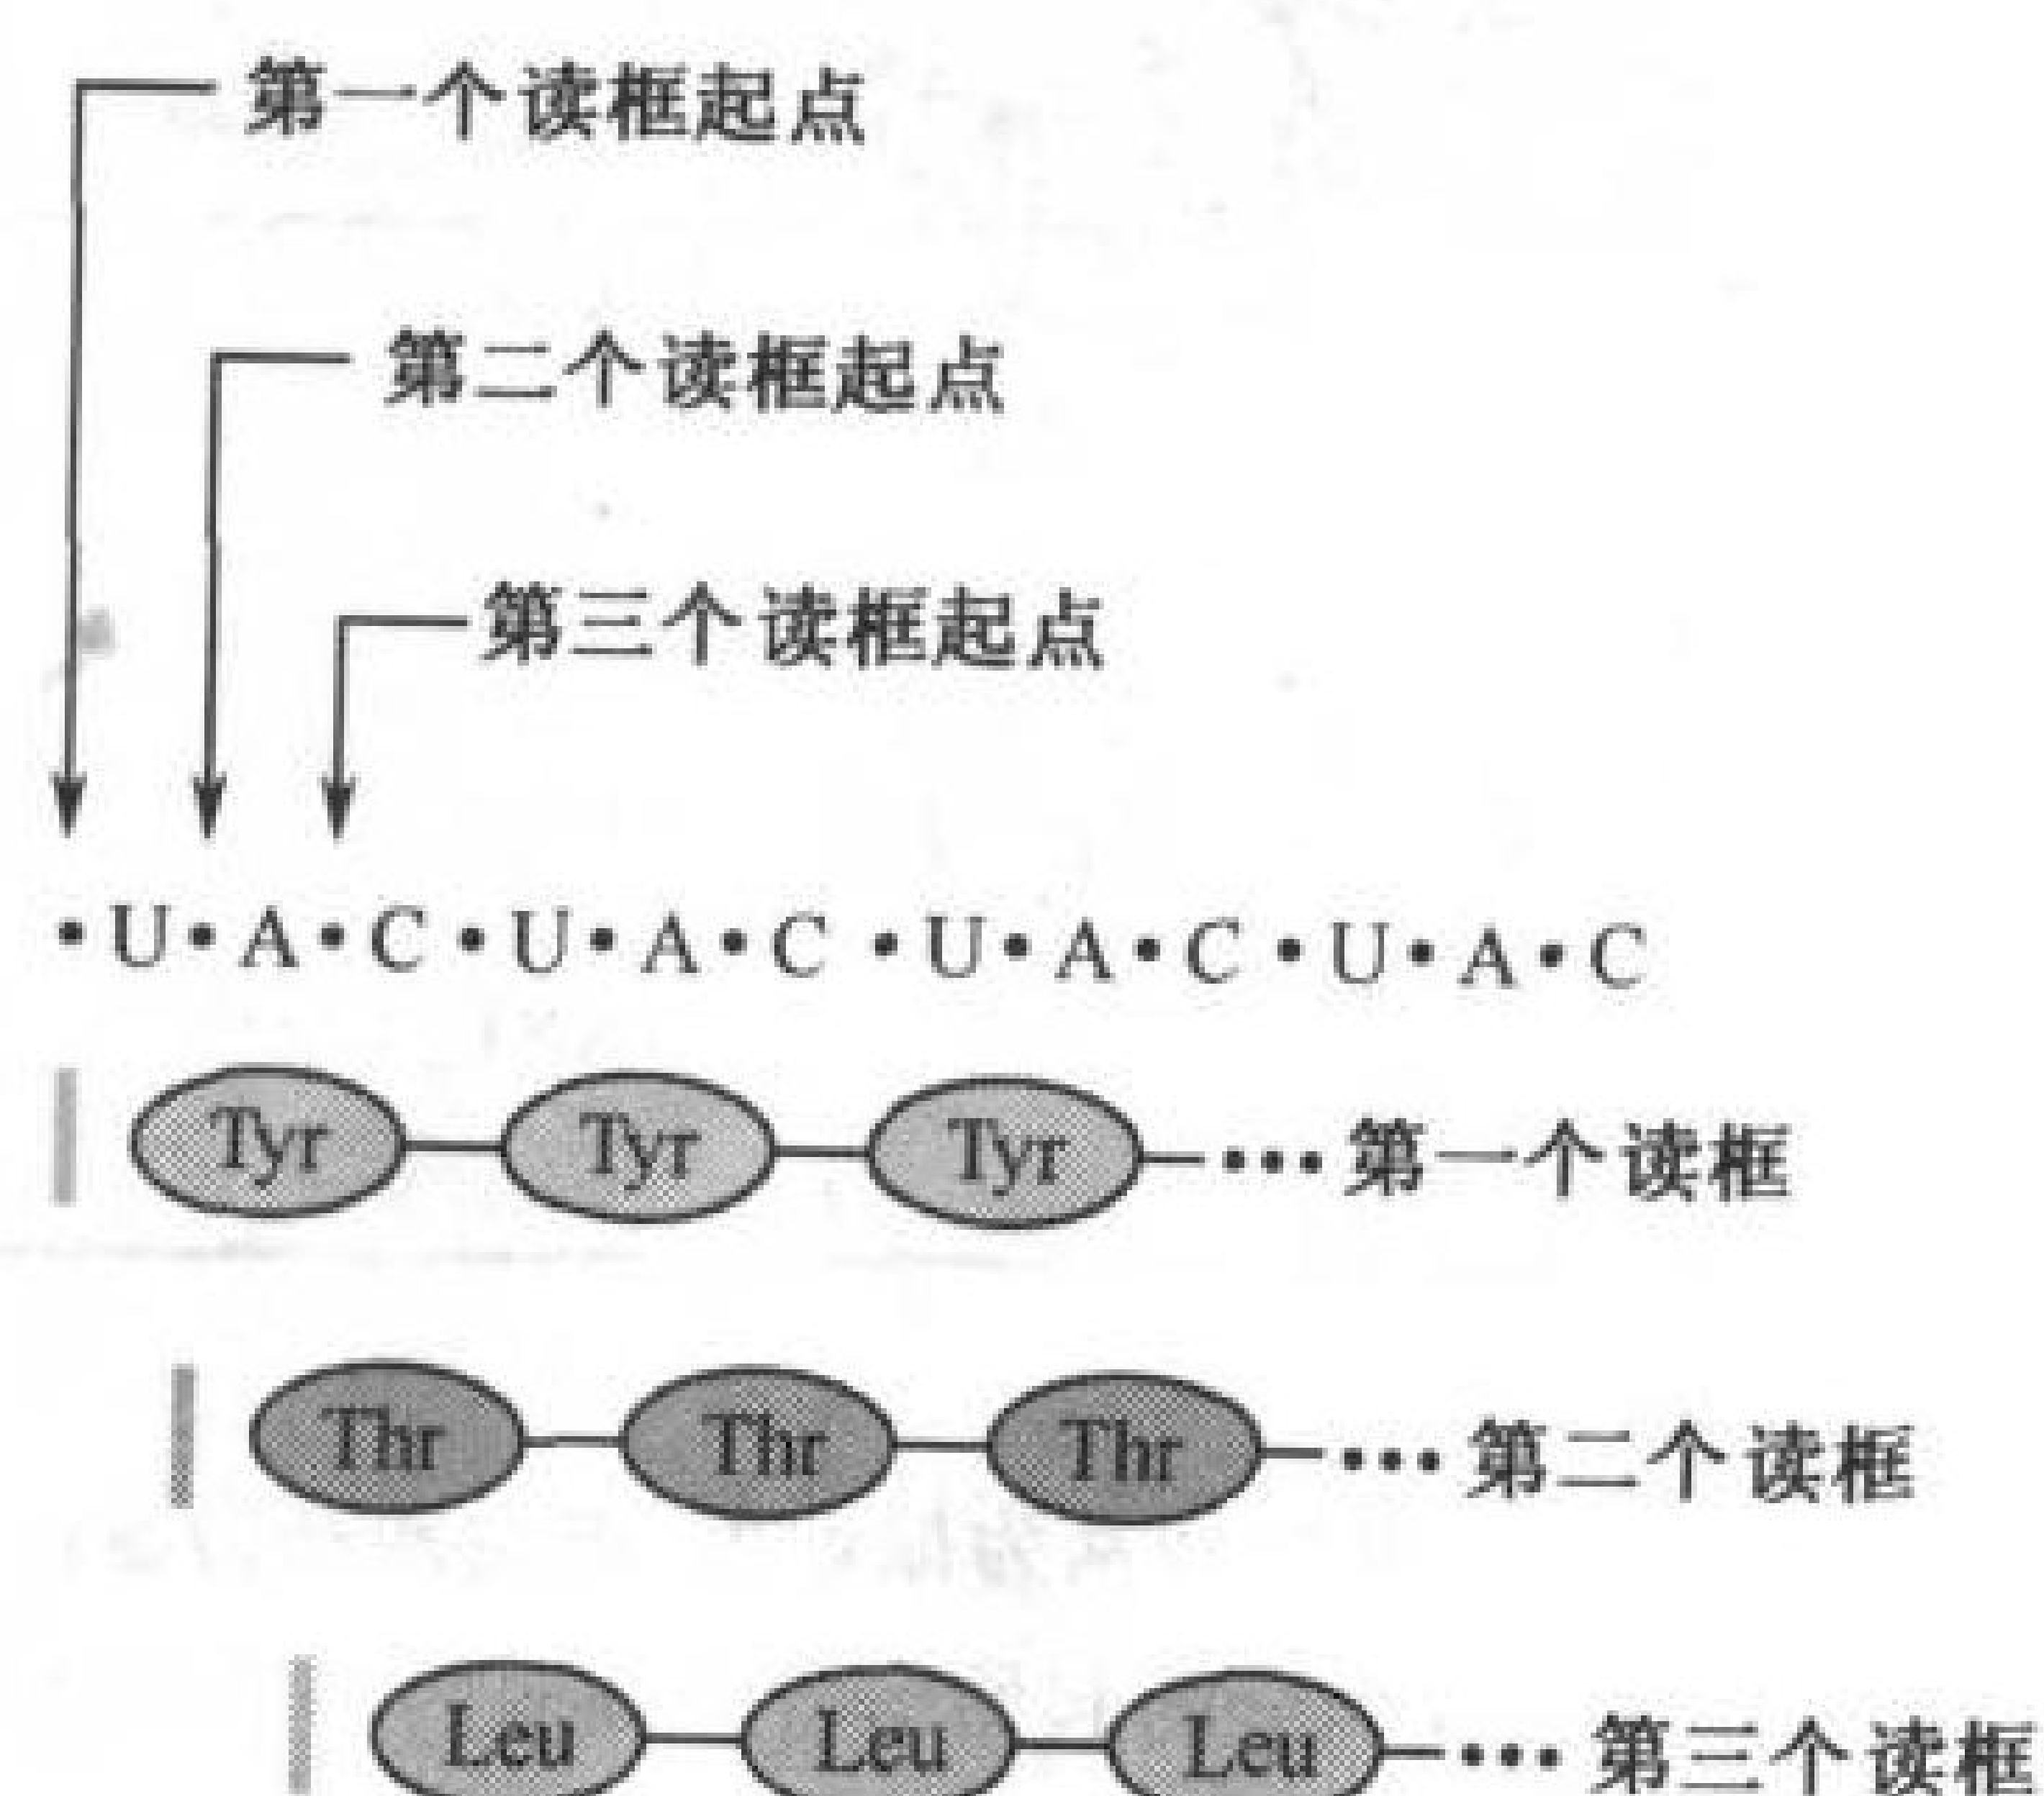 第一个读框起点
第二个读框起点
第三个读框起点
•U•A•C•U•A•C•U•A•C•U•A•C
Tyr Tyr Tyr ••• 第一个读框
Thr Thr Thr ••• 第二个读框
Leu Leu Leu ••• 第三个读框